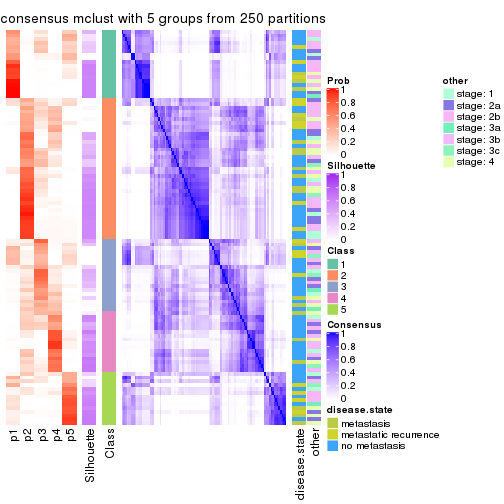 consensus mclust with 5 groups from 250 partitions
Prob
1
0.8
0.6
0.4
0.2
0
Silhouette
1
0.8
0.6
0.4
0.2
0
Class
1
2
3
4
5
Consensus
1
0.8
0.6
0.4
0.2
0
disease.state
metastasis
metastatic recurrence
no metastasis
other
stage: 1
stage: 2a
stage: 2b
stage: 3a
stage: 3b
stage: 3c
stage: 4
p1
p2
p3
p4
p5
Silhouette
Class
disease.state
other